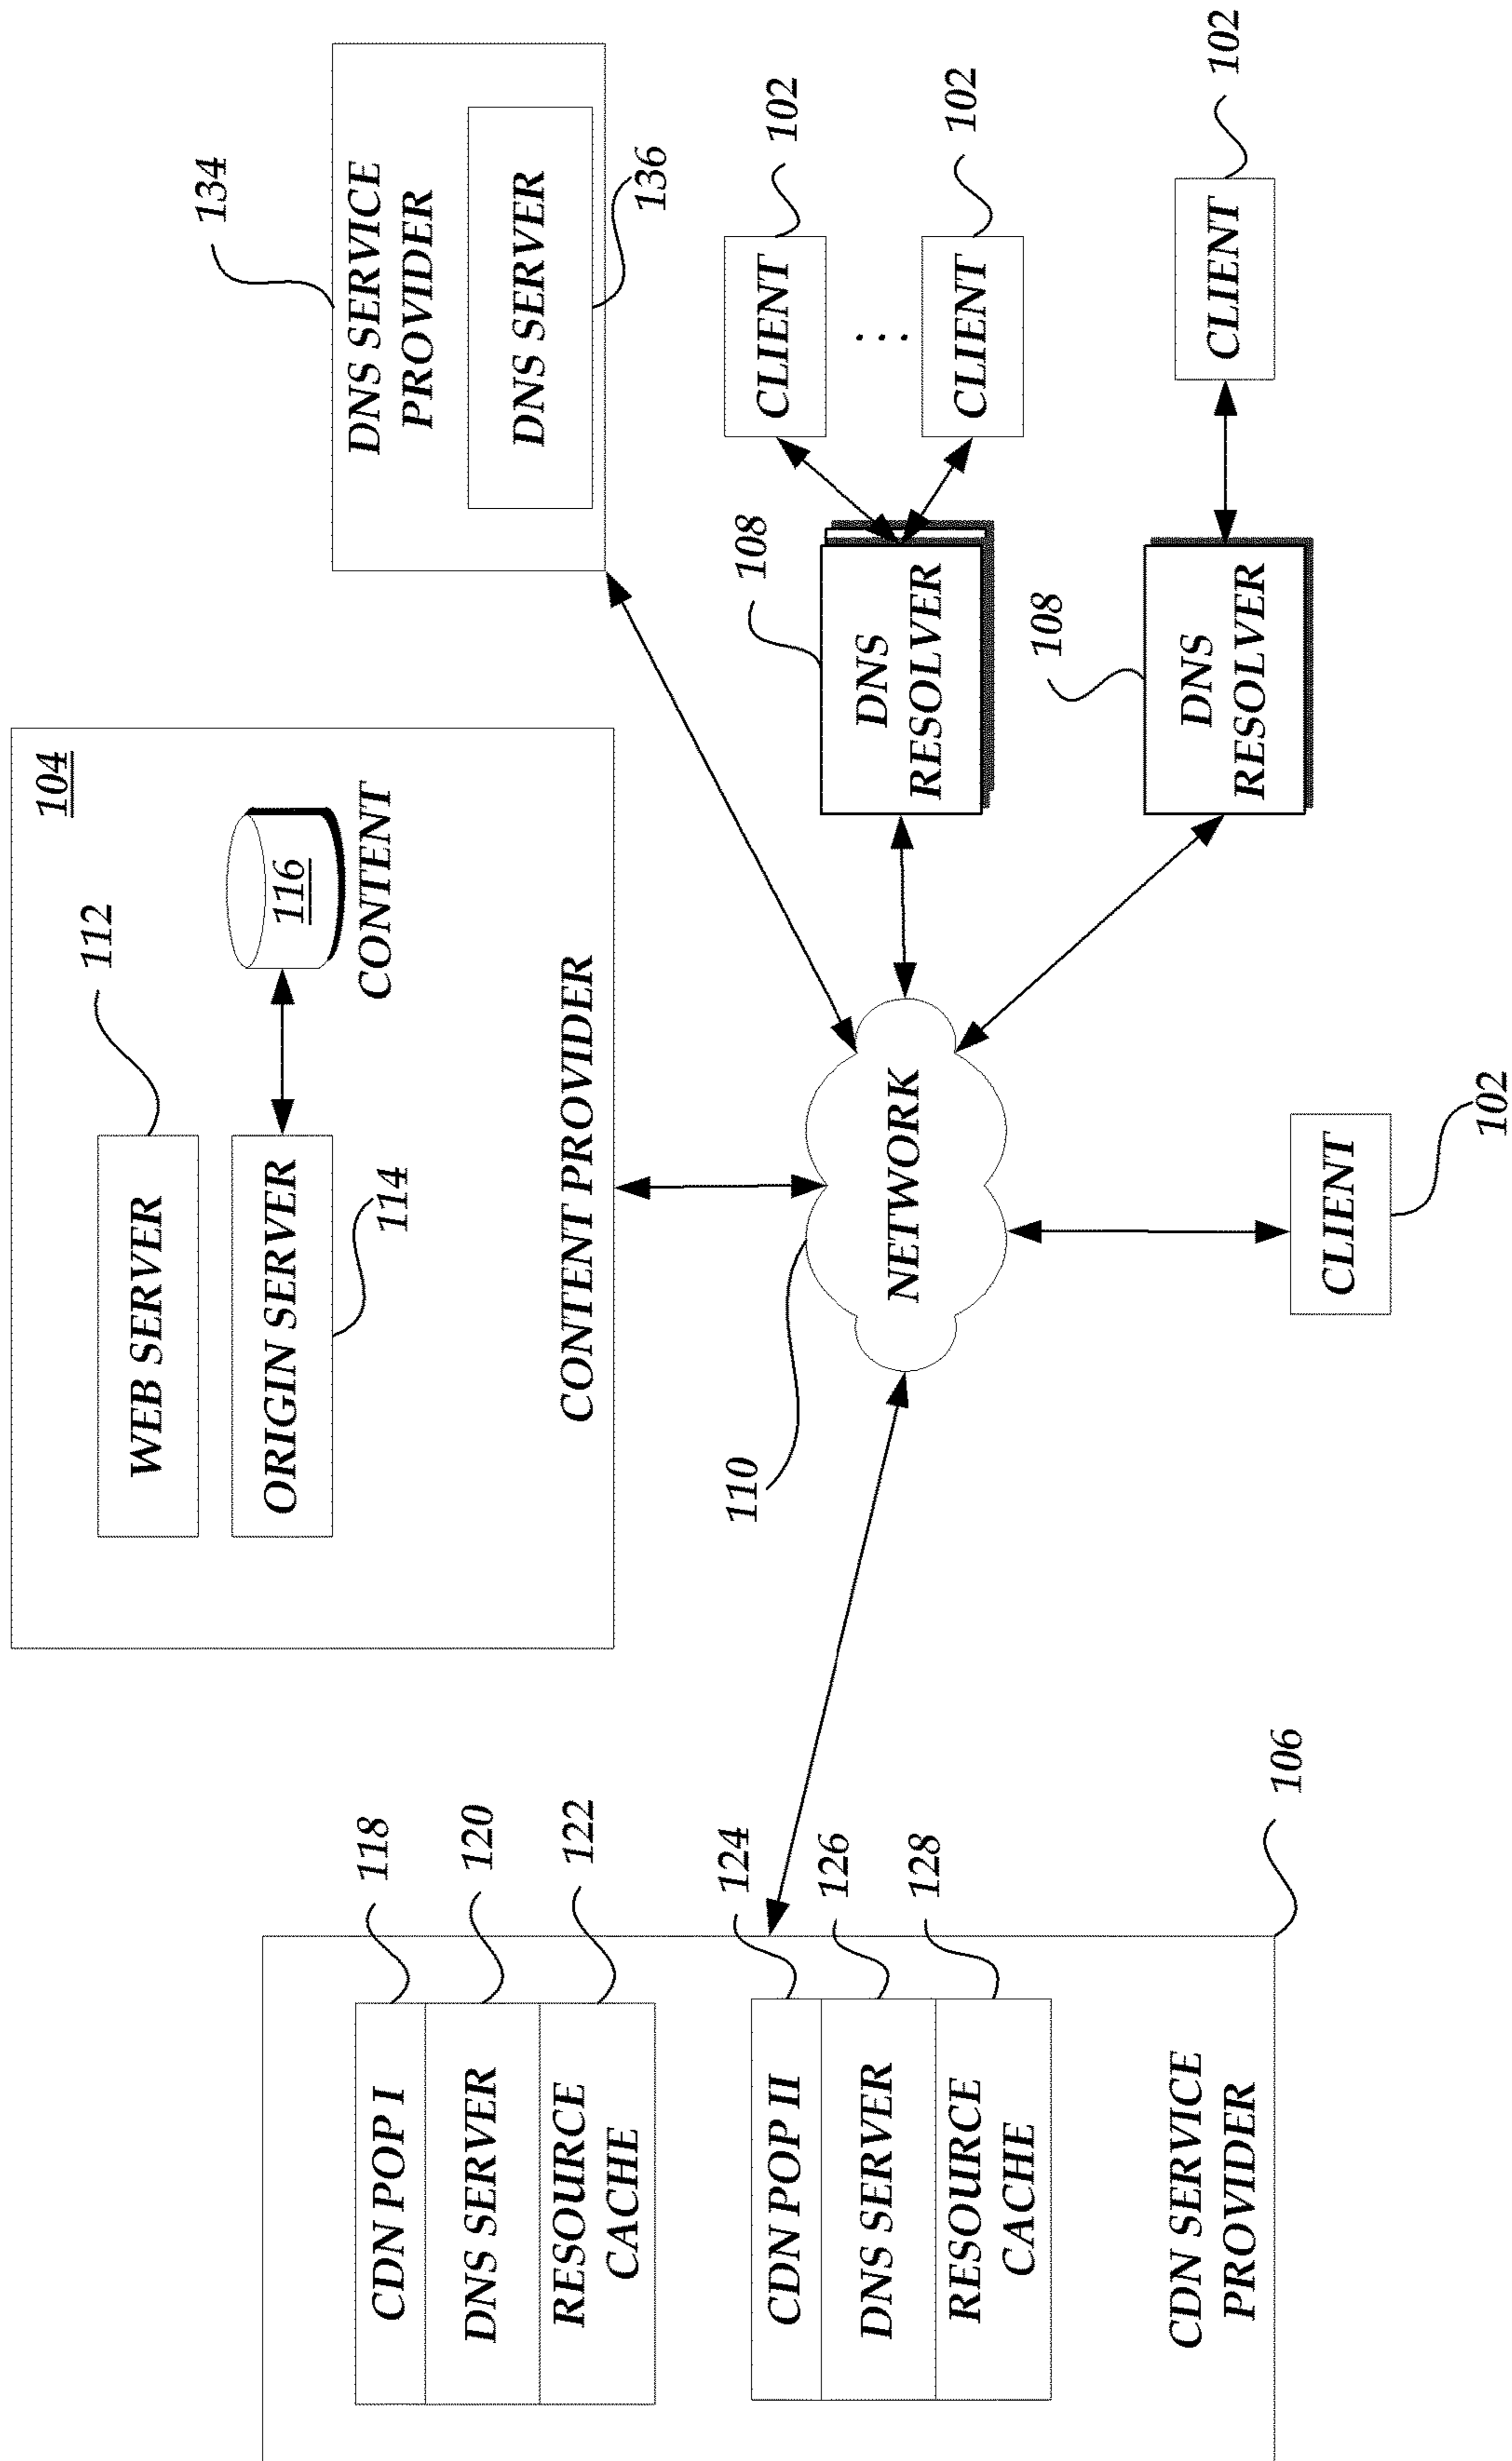 104
WEB SERVER
112
ORIGIN SERVER
114
116
CONTENT
CONTENT PROVIDER
134
DNS SERVICE
PROVIDER
DNS SERVER
136
CDN POP I
118
DNS SERVER
120
RESOURCE
CACHE
122
CDN POP II
124
DNS SERVER
126
RESOURCE
CACHE
128
CDN SERVICE
PROVIDER
106
110
NETWORK
108
DNS
RESOLVER
CLIENT
102
...
CLIENT
102
108
DNS
RESOLVER
CLIENT
102
CLIENT
102